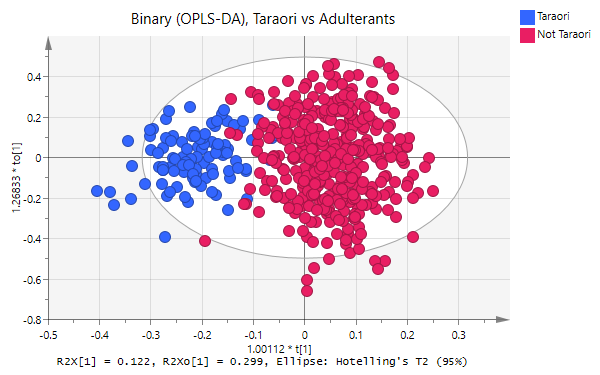 Binary (OPLS-DA), Taraori vs Adulterants
Taraori
Not Taraori
1.26833 * to[1]
0.4
0.2
0
-0.2
-0.4
-0.6
-0.8
-0.5 -0.4 -0.3 -0.2 -0.1 0 0.1 0.2 0.3
1.00112 * t[1]
R2X[1] = 0.122, R2Xo[1] = 0.299, Ellipse: Hotelling's T2 (95%)